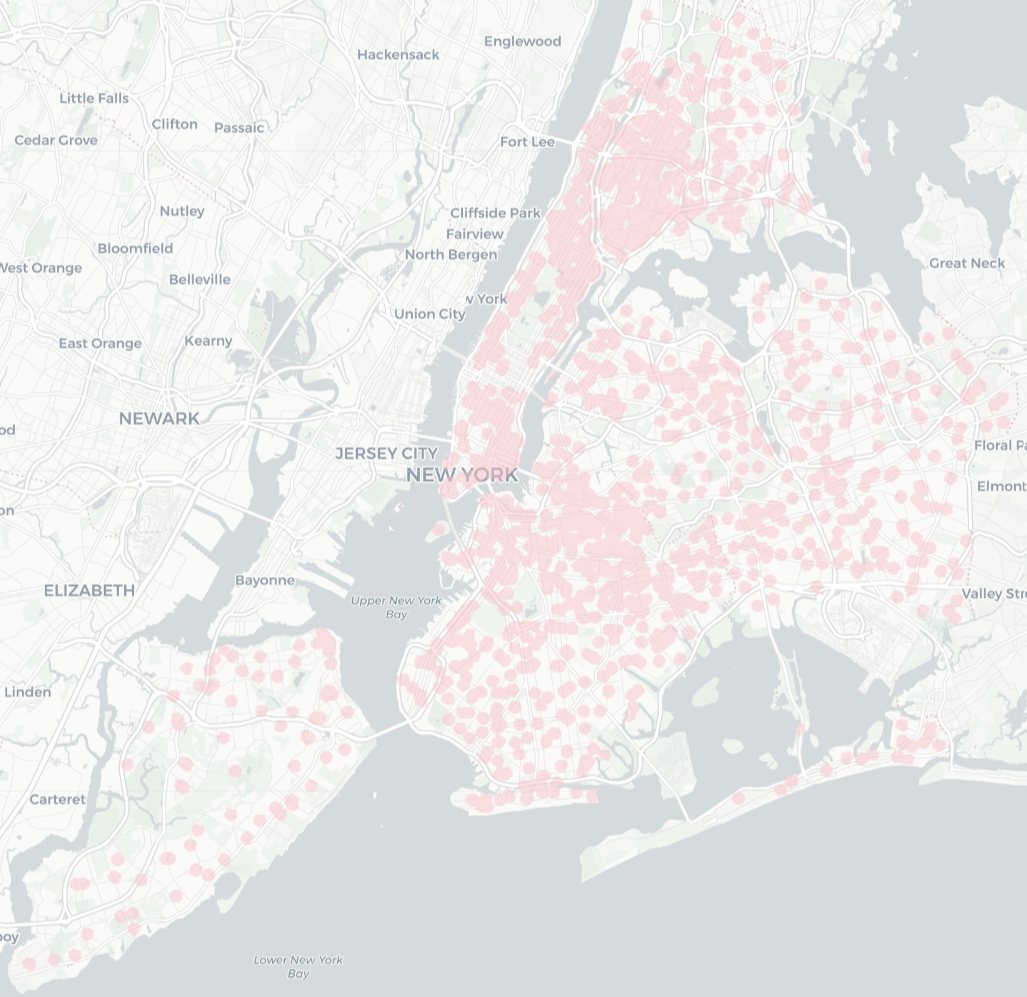 Englewood
Hackensack
Little Falls
Clifton
Passaic
Cedar Grove
Fort Lee
Nutley
Cliffside Park
Fairview
Bloomfield
North Bergen
West Orange
Great Neck
Belleville
w York
Union City
East Orange
Kearny
NEWARK
od
Floral Pa
JERSEY CITY
NEW YORK
Elmont
on
Bayonne
ELIZABETH
Valley Stre
Upper New York
Bay
Linden
Carteret
boy
Lower New York
Bay